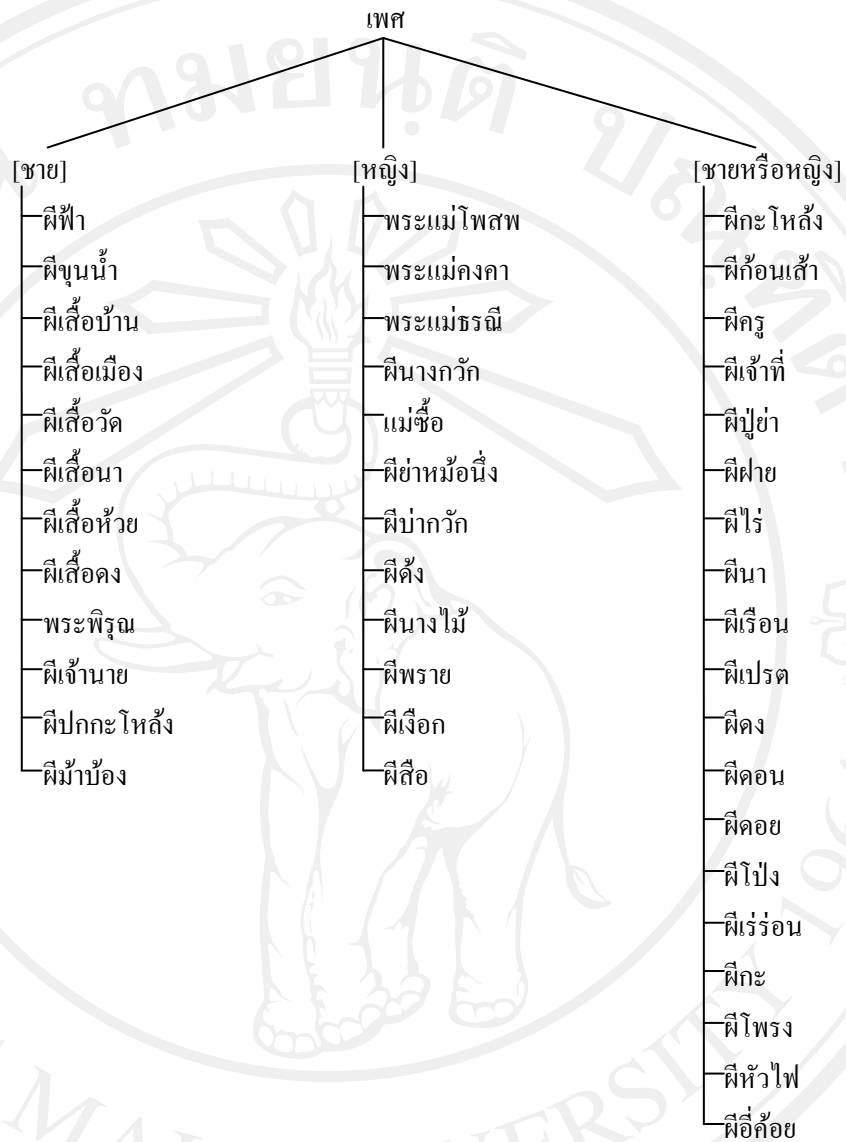 เพศ
[ชาย]
ผีฟ้า
ผีขุนน้ำ
ผีเสื้อบ้าน
ผีเสื้อเมือง
ผีเสื้อวัด
ผีเสื้อนา
ผีเสื้อห้วย
ผีเสื้อดง
พระพิรุณ
ผีเจ้านาย
ผีปกกะโหล้ง
ผีม้าบ้อง
[หญิง]
พระแม่โพสพ
พระแม่คงคา
พระแม่ธรณี
ผีนางกวัก
แม่ซื้อ
ผีย่าหม้อนึ่ง
ผีบ่ากวัก
ผีด้ง
ผีนางไม้
ผีพราย
ผีเงือก
ผีสือ
[ชายหรือหญิง]
ผีกะโหล้ง
ผีก้อนเส้า
ผีครู
ผีเจ้าที่
ผีปู่ย่า
ผีฝาย
ผีไร่
ผีนา
ผีเรือน
ผีเปรต
ผีดง
ผีดอน
ผีดอย
ผีโป่ง
ผีเร่ร่อน
ผีกะ
ผีโพรง
ผีหัวไฟ
ผีอี่ค้อย